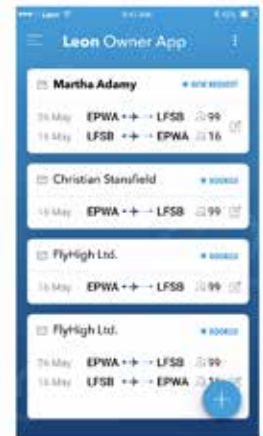 Leon Owner App
Martha Adamy NEW REQUEST
26 May EPWA LFSB 99
16 May LFSB EPWA 16
Christian Stansfield BOOKED
16 May EPWA LFSB 99
FlyHigh Ltd. BOOKED
16 May EPWA LFSB 99
FlyHigh Ltd. BOOKED
26 May EPWA LFSB 99
16 May LFSB EPWA